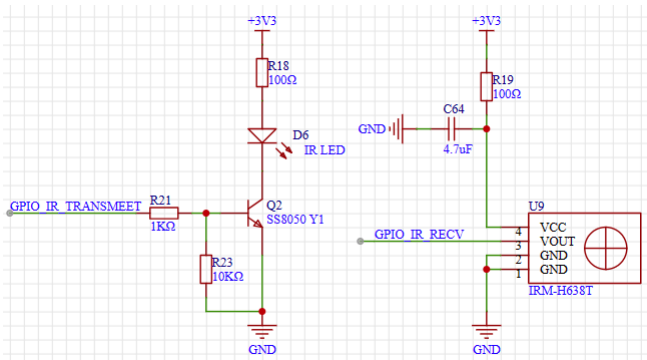 +3V3
R18
100Ω
D6
IR LED
GPIO_IR_TRANSMEET
R21
1KΩ
Q2
SS8050 Y1
R23
10KΩ
GND
+3V3
R19
100Ω
C64
GND
4.7uF
U9
GPIO_IR_RECV
4 VCC
3 VOUT
2 GND
1 GND
IRM-H638T
GND